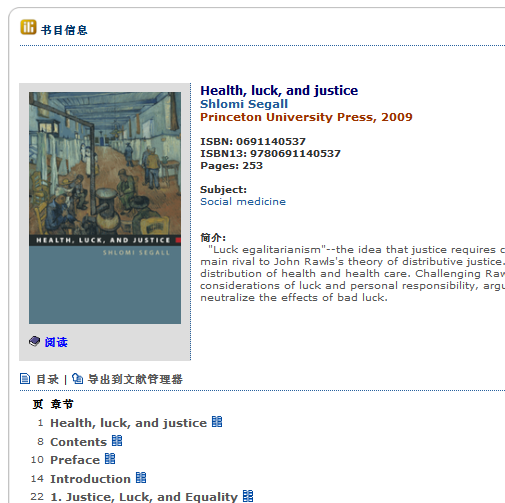 书目信息
Health, luck, and justice
Shlomi Segall
Princeton University Press, 2009
ISBN: 0691140537
ISBN13: 9780691140537
Pages: 253
Subject:
Social medicine
简介:
"Luck egalitarianism"--the idea that justice requires c
main rival to John Rawls's theory of distributive justice.
distribution of health and health care. Challenging Raw
considerations of luck and personal responsibility, argu
neutralize the effects of bad luck.
HEALTH, LUCK, AND JUSTICE
SHLOMI SEGALL
阅读
目录 | 导出到文献管理器
页 章节
1 Health, luck, and justice
8 Contents
10 Preface
14 Introduction
22 1. Justice, Luck, and Equality